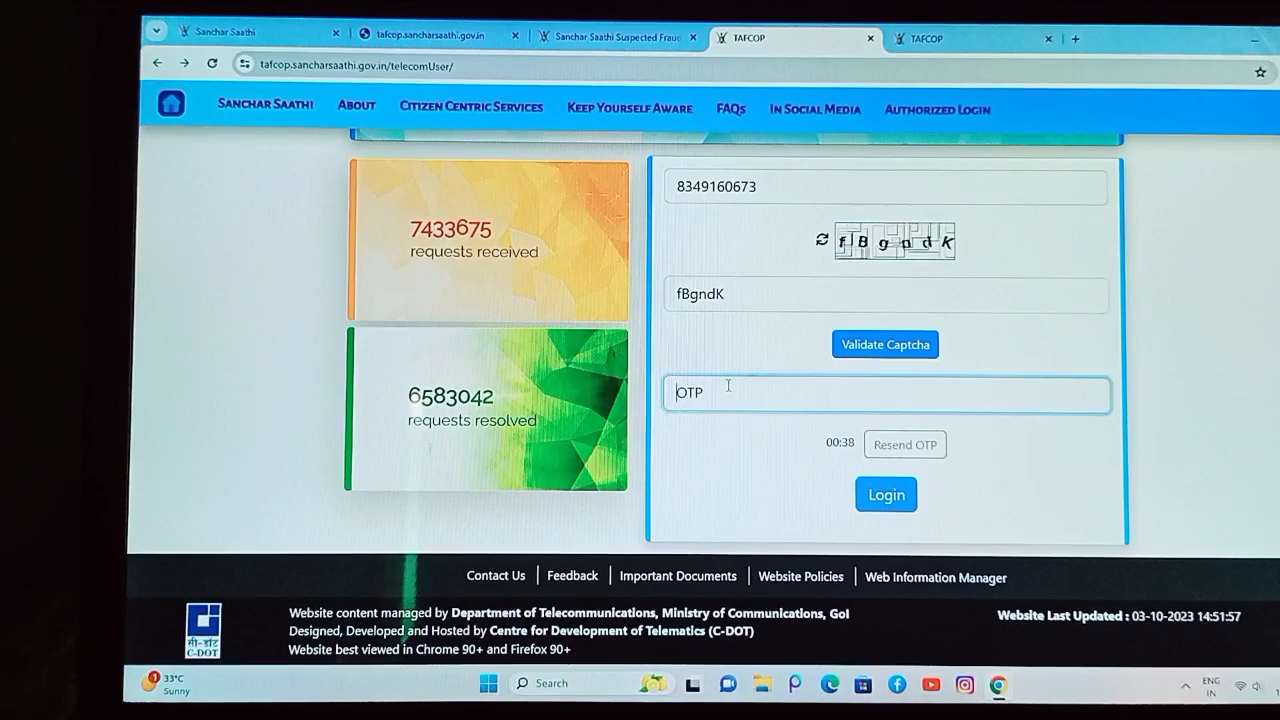 Sanchar Saathi
tafcop.sancharsaathi.gov.in
Sanchar Saathi Suspected Frauc
TAFCOP
TAFCOP
tafcop.sancharsaathi.gov.in/telecomUser/
SANCHAR SAATHI
ABOUT
CITIZEN CENTRIC SERVICES
KEEP YOURSELF AWARE
FAQS
IN SOCIAL MEDIA
AUTHORIZED LOGIN
7433675
requests received
6583042
requests resolved
8349160673
fBgndK
fBgndK
Validate Captcha
OTP
00:38
Resend OTP
Login
Contact Us
Feedback
Important Documents
Website Policies
Web Information Manager
सी-डॉट
C-DOT
Website content managed by Department of Telecommunications, Ministry of Communications, GoI
Designed, Developed and Hosted by Centre for Development of Telematics (C-DOT)
Website best viewed in Chrome 90+ and Firefox 90+
Website Last Updated : 03-10-2023 14:51:57
1
33°C
Sunny
Search
ENG
IN